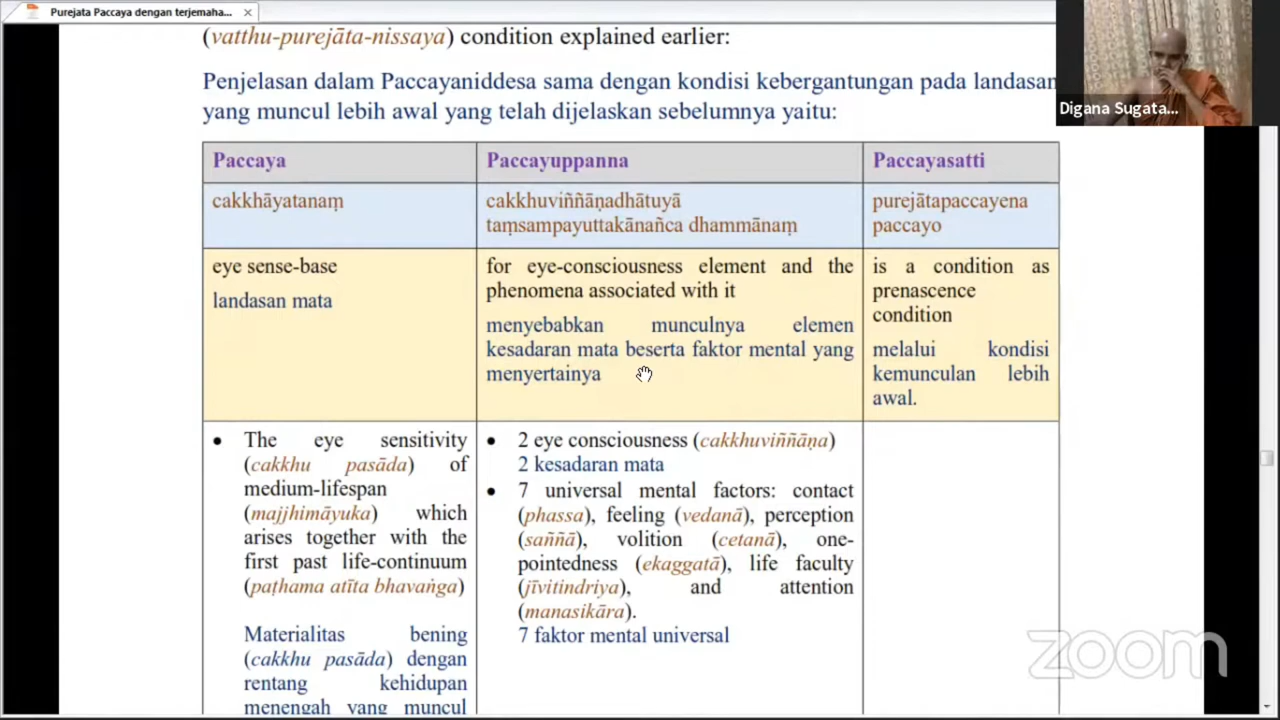 Purejata Paccaya dengan terjemaha...
(vatthu-purejāta-nissaya) condition explained earlier:
Penjelasan dalam Paccayaniddesa sama dengan kondisi kebergantungan pada landasan
yang muncul lebih awal yang telah dijelaskan sebelumnya yaitu:
Digana Sugata...
Paccaya
Paccayuppanna
Paccayasatti
cakkhāyatanaṃ
cakkhuviññāṇadhātuyā
taṃsampayuttakānañca dhammānaṃ
purejātapaccayena
paccayo
eye sense-base
landasan mata
for eye-consciousness element and the
phenomena associated with it
menyebabkan munculnya elemen
kesadaran mata beserta faktor mental yang
menyertainya
is a condition as
prenascence
condition
melalui kondisi
kemunculan lebih
awal.
• The eye sensitivity
(cakkhu pasāda) of
medium-lifespan
(majjhimāyuka) which
arises together with the
first past life-continuum
(paṭhama atīta bhavaṅga)
Materialitas bening
(cakkhu pasāda) dengan
rentang kehidupan
menengah yang muncul
• 2 eye consciousness (cakkhuviññāṇa)
2 kesadaran mata
• 7 universal mental factors: contact
(phassa), feeling (vedanā), perception
(saññā), volition (cetanā), one-
pointedness (ekaggatā), life faculty
(jīvitindriya), and attention
(manasikāra).
7 faktor mental universal
zoom